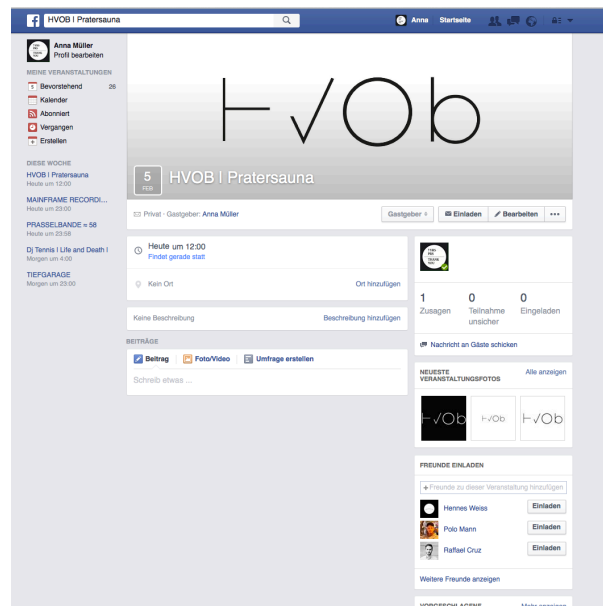 HVOB I Pratersauna
Anna
Startseite
Anna Müller
Profil bearbeiten
MEINE VERANSTALTUNGEN
5 Bevorstehend 26
Kalender
Abonniert
Vergangen
Erstellen
DIESE WOCHE
HVOB I Pratersauna
Heute um 12:00
MAINFRAME RECORDI...
Heute um 23:00
PRASSELBANDE = 58
Heute um 23:58
Dj Tennis I Life and Death I
Morgen um 4:00
TIEFGARAGE
Morgen um 23:00
HVOb
5
FEB.
HVOB I Pratersauna
Privat · Gastgeber: Anna Müller
Gastgeber
Einladen
Bearbeiten
Heute um 12:00
Findet gerade statt
Kein Ort
Ort hinzufügen
Keine Beschreibung
Beschreibung hinzufügen
BEITRÄGE
Beitrag
Foto/Video
Umfrage erstellen
Schreib etwas ...
1 0 0
Zusagen Teilnahme Eingeladen
unsicher
Nachricht an Gäste schicken
NEUESTE
VERANSTALTUNGSFOTOS
Alle anzeigen
HVOb HVOb HVOb
FREUNDE EINLADEN
+ Freunde zu dieser Veranstaltung hinzufügen
Hennes Weiss Einladen
Polo Mann Einladen
Raffael Cruz Einladen
Weitere Freunde anzeigen